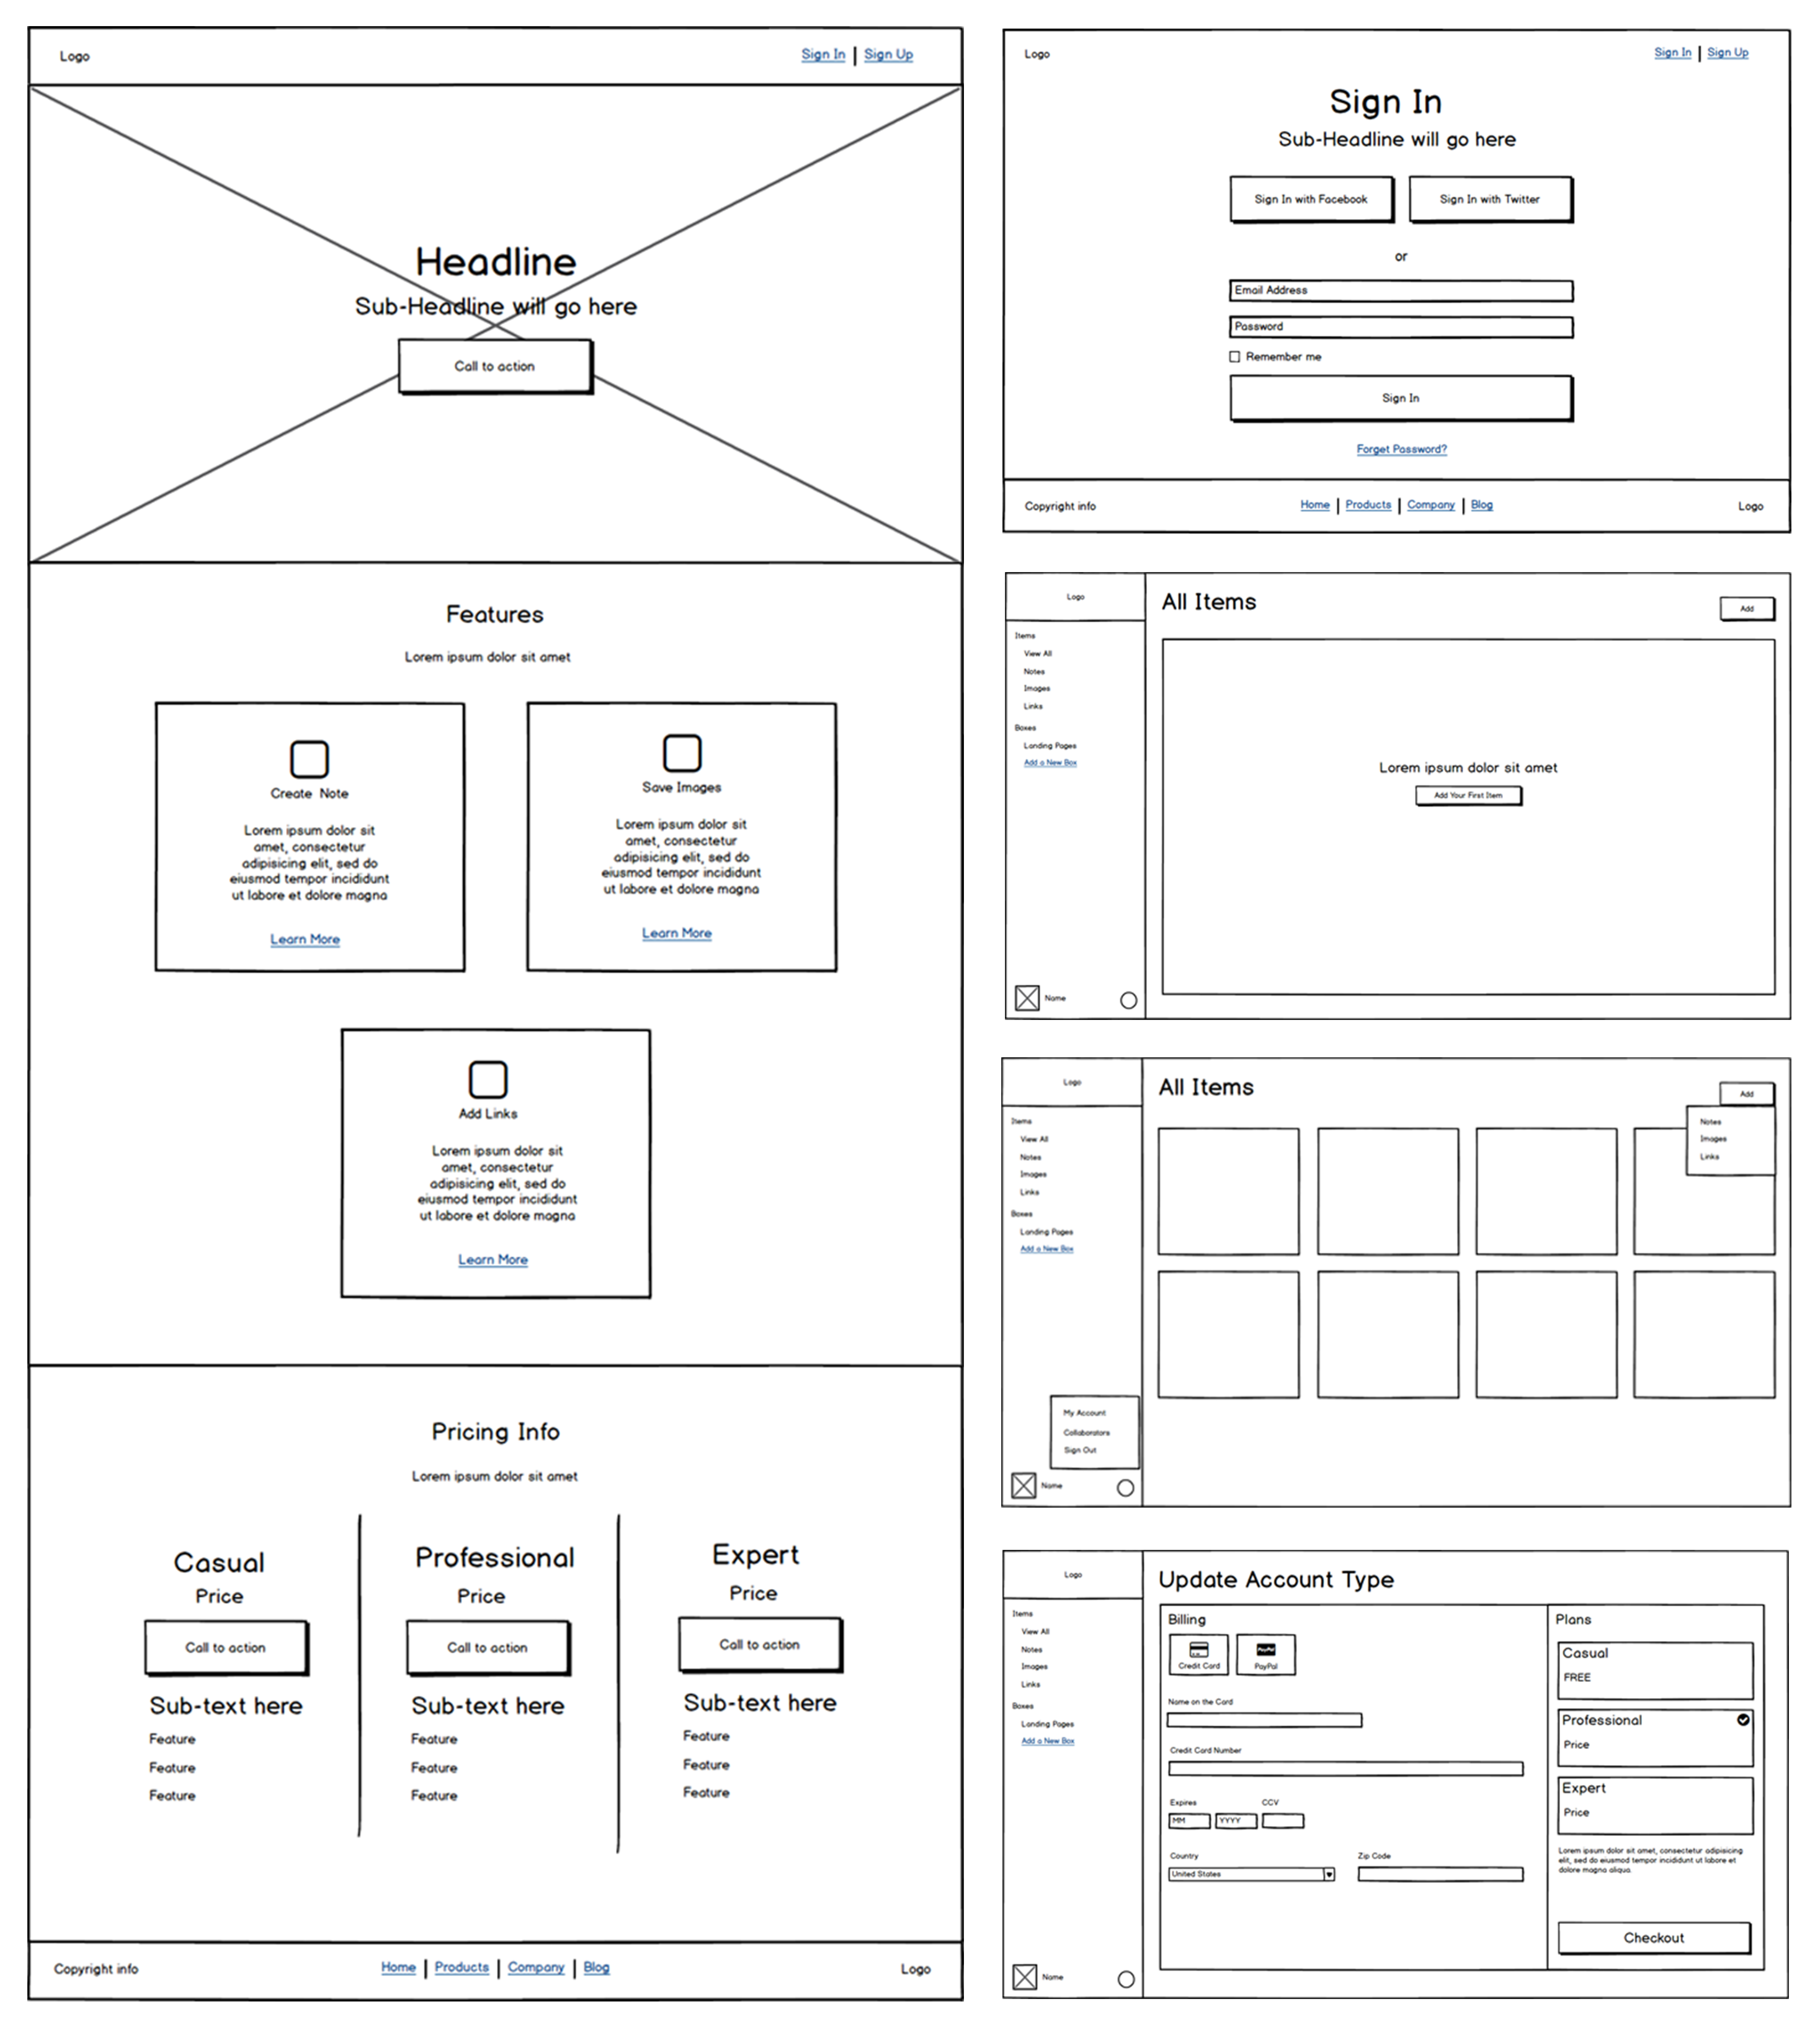 Logo
Sign In | Sign Up
Headline
Sub-Headline will go here
Call to action
Features
Lorem ipsum dolor sit amet
Create Note
Lorem ipsum dolor sit
amet, consectetur
adipisicing elit, sed do
eiusmod tempor incididunt
ut labore et dolore magna
Learn More
Save Images
Lorem ipsum dolor sit
amet, consectetur
adipisicing elit, sed do
eiusmod tempor incididunt
ut labore et dolore magna
Learn More
Add Links
Lorem ipsum dolor sit
amet, consectetur
adipisicing elit, sed do
eiusmod tempor incididunt
ut labore et dolore magna
Learn More
Pricing Info
Lorem ipsum dolor sit amet
Casual
Price
Call to action
Sub-text here
Feature
Feature
Feature
Professional
Price
Call to action
Sub-text here
Feature
Feature
Feature
Expert
Price
Call to action
Sub-text here
Feature
Feature
Feature
Copyright info
Home | Products | Company | Blog
Logo
Logo
Sign In | Sign Up
Sign In
Sub-Headline will go here
Sign In with Facebook
Sign In with Twitter
or
Email Address
Password
Remember me
Sign In
Forget Password?
Copyright info
Home | Products | Company | Blog
Logo
Logo
Items
View All
Notes
Images
Links
Boxes
Landing Pages
Add a New Box
Name
All Items
Add
Lorem ipsum dolor sit amet
Add Your First Item
Logo
Items
View All
Notes
Images
Links
Boxes
Landing Pages
Add a New Box
My Account
Collaborators
Sign Out
Name
All Items
Add
Notes
Images
Links
Logo
Items
View All
Notes
Images
Links
Boxes
Landing Pages
Add a New Box
Name
Update Account Type
Billing
Credit Card
PayPal
PayPal
Name on the Card
Credit Card Number
Expires
CCV
MM
YYYY
Country
Zip Code
United States
Plans
Casual
FREE
Professional
Price
Expert
Price
Lorem ipsum dolor sit amet, consectetur adipisicing
elit, sed do eiusmod tempor incididunt ut labore et
dolore magna aliqua.
Checkout